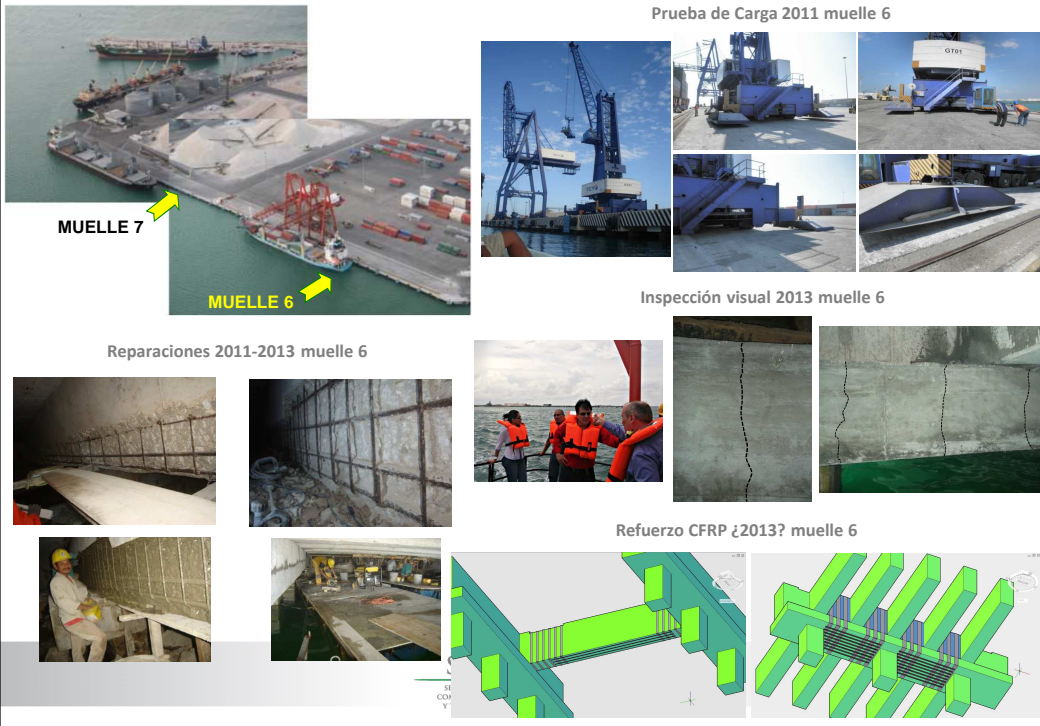 Prueba de Carga 2011 muelle 6
GT01
MUELLE 7
MUELLE 6
Inspección visual 2013 muelle 6
Reparaciones 2011-2013 muelle 6
Refuerzo CFRP ¿2013? muelle 6